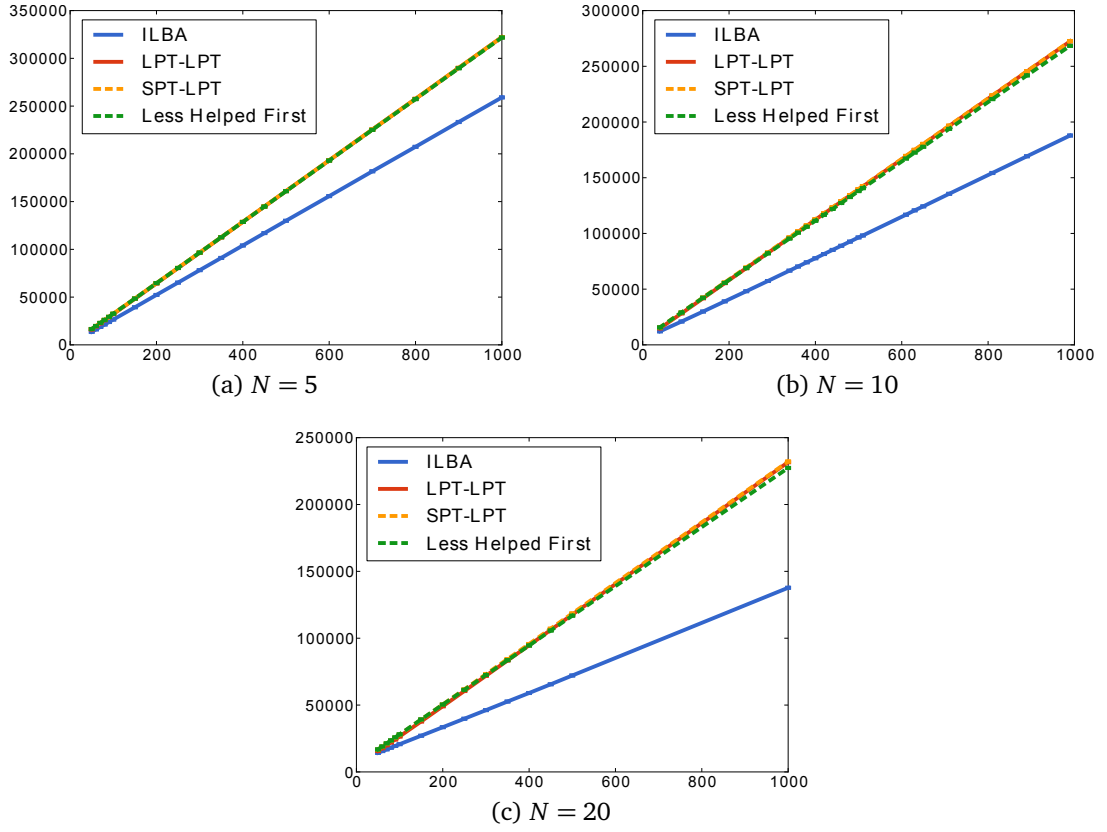 350000
300000
250000
200000
150000
100000
50000
0
0 200 400 600 800 1000
ILBA
LPT-LPT
SPT-LPT
Less Helped First
(a) N = 5
300000
250000
200000
150000
100000
50000
0
0 200 400 600 800 1000
ILBA
LPT-LPT
SPT-LPT
Less Helped First
(b) N = 10
250000
200000
150000
100000
50000
0
0 200 400 600 800 1000
ILBA
LPT-LPT
SPT-LPT
Less Helped First
(c) N = 20